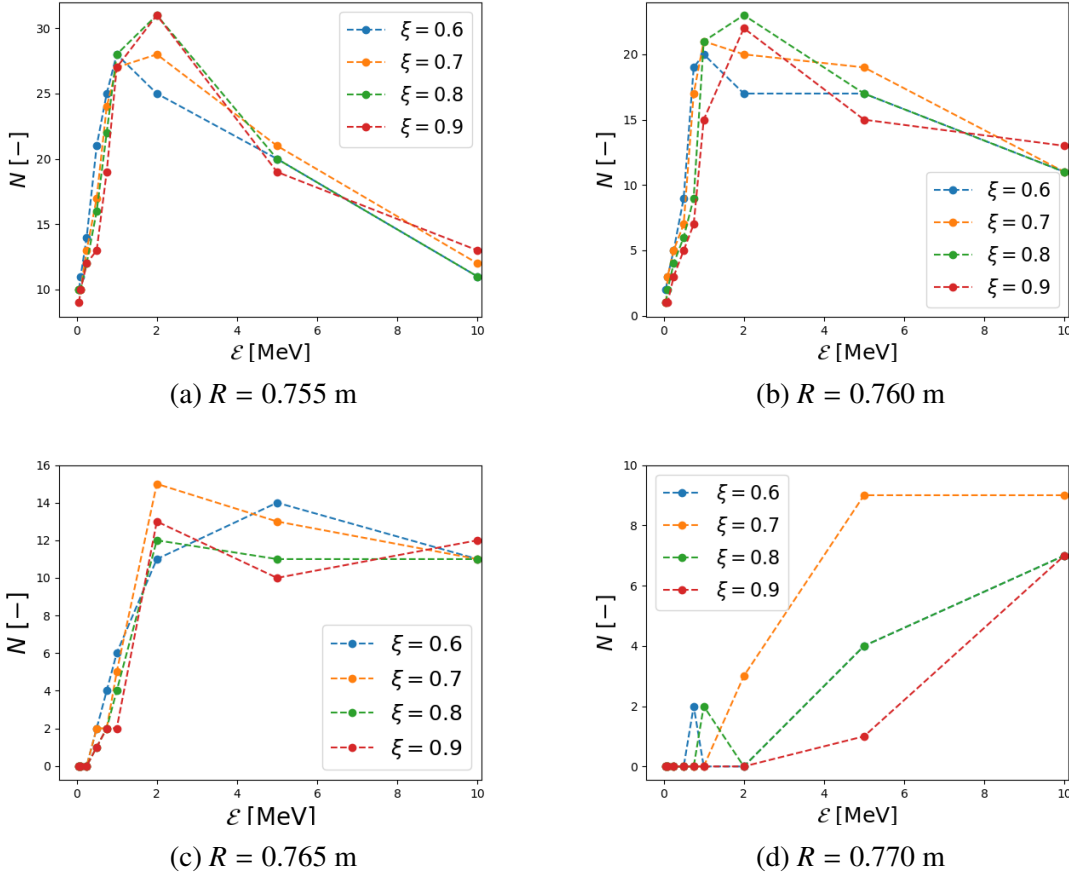 30
25
20
15
10
N [−]
ξ = 0.6
ξ = 0.7
ξ = 0.8
ξ = 0.9
0 2 4 6 8 10
ℰ [MeV]
(a) R = 0.755 m
20
15
10
5
0
N [−]
ξ = 0.6
ξ = 0.7
ξ = 0.8
ξ = 0.9
0 2 4 6 8 10
ℰ [MeV]
(b) R = 0.760 m
16
14
12
10
8
6
4
2
0
N [−]
ξ = 0.6
ξ = 0.7
ξ = 0.8
ξ = 0.9
0 2 4 6 8 10
ℰ [MeV]
(c) R = 0.765 m
10
8
6
4
2
0
N [−]
ξ = 0.6
ξ = 0.7
ξ = 0.8
ξ = 0.9
0 2 4 6 8 10
ℰ [MeV]
(d) R = 0.770 m